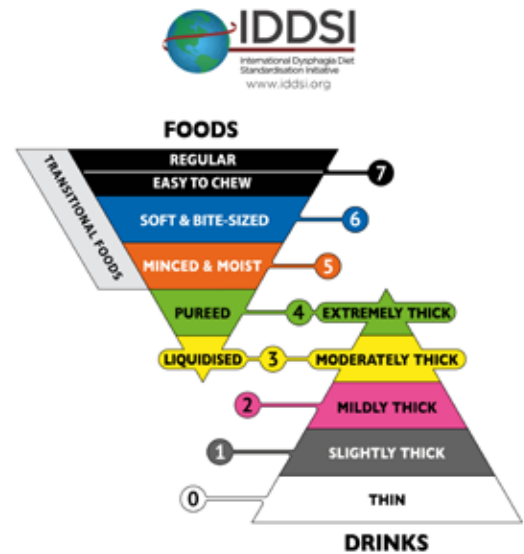 IDDSI
International Dysphagia Diet
Standardisation Initiative
www.iddsi.org
FOODS
TRANSITIONAL FOODS
REGULAR
EASY TO CHEW
7
SOFT & BITE-SIZED
6
MINCED & MOIST
5
PUREED
4
EXTREMELY THICK
LIQUIDISED
3
MODERATELY THICK
2
MILDLY THICK
1
SLIGHTLY THICK
0
THIN
DRINKS